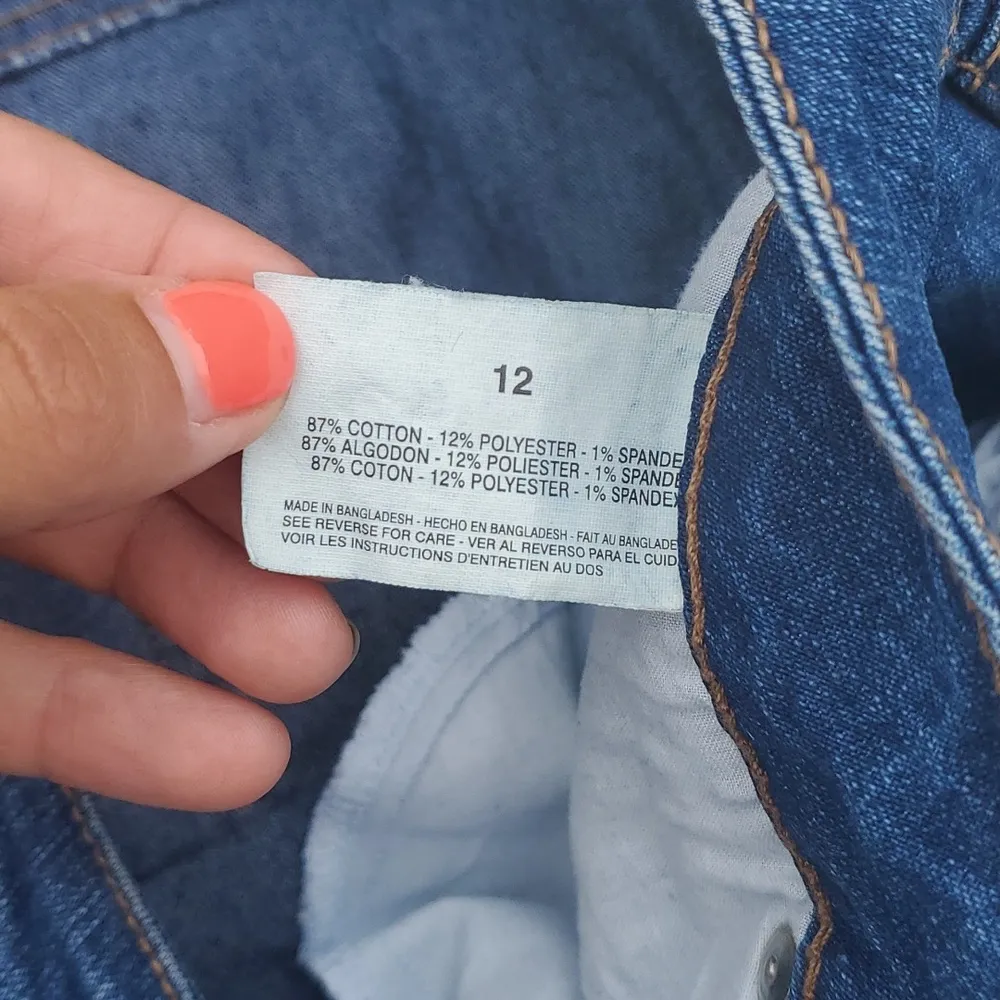 12
87% COTTON - 12% POLYESTER - 1% SPANDE
87% ALGODON - 12% POLIESTER - 1% SPANDE
87% COTON - 12% POLYESTER - 1% SPANDEX
MADE IN BANGLADESH - HECHO EN BANGLADESH - FAIT AU BANGLADE
SEE REVERSE FOR CARE - VER AL REVERSO PARA EL CUID
VOIR LES INSTRUCTIONS D'ENTRETIEN AU DOS